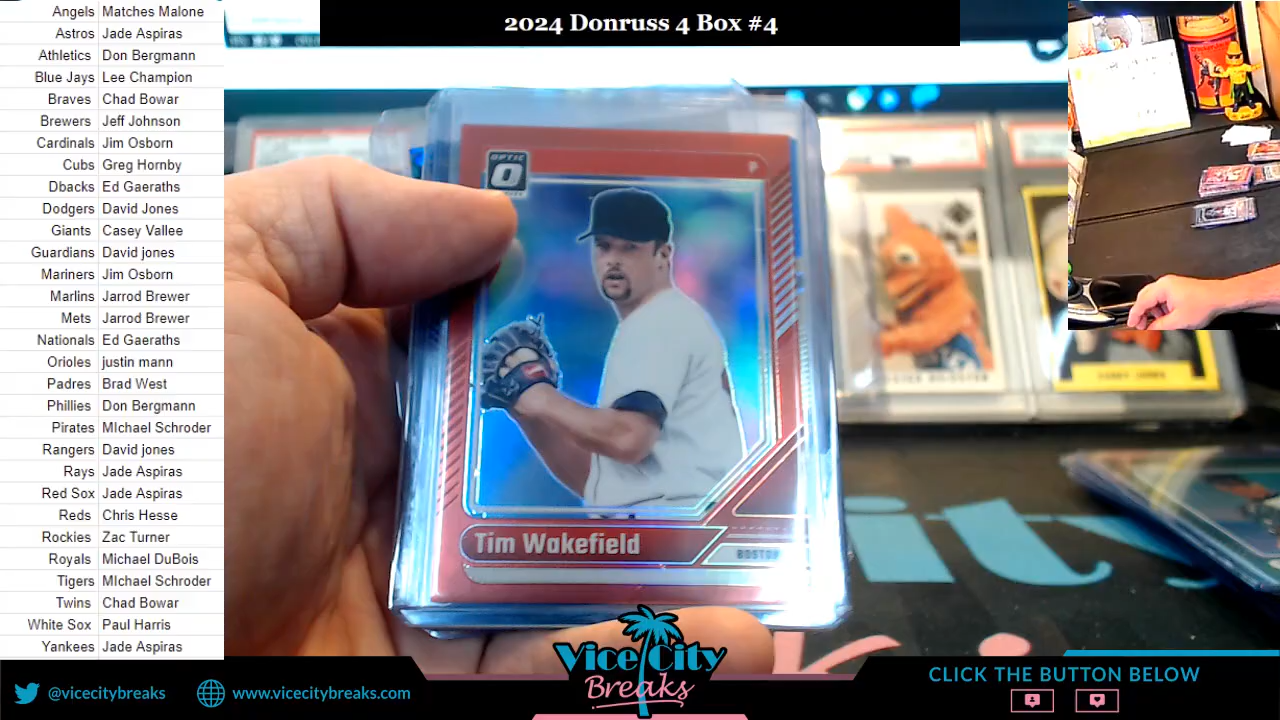 2024 Donruss 4 Box #4
Angels Matches Malone
Astros Jade Aspiras
Athletics Don Bergmann
Blue Jays Lee Champion
Braves Chad Bowar
Brewers Jeff Johnson
Cardinals Jim Osborn
Cubs Greg Hornby
Dbacks Ed Gaeraths
Dodgers David Jones
Giants Casey Vallee
Guardians David jones
Mariners Jim Osborn
Marlins Jarrod Brewer
Mets Jarrod Brewer
Nationals Ed Gaeraths
Orioles justin mann
Padres Brad West
Phillies Don Bergmann
Pirates MIchael Schroder
Rangers David jones
Rays Jade Aspiras
Red Sox Jade Aspiras
Reds Chris Hesse
Rockies Zac Turner
Royals Michael DuBois
Tigers MIchael Schroder
Twins Chad Bowar
White Sox Paul Harris
Yankees Jade Aspiras
OPTIC
P
Tim Wakefield
BOSTON
Vice City
Breaks
@vicecitybreaks
www.vicecitybreaks.com
CLICK THE BUTTON BELOW